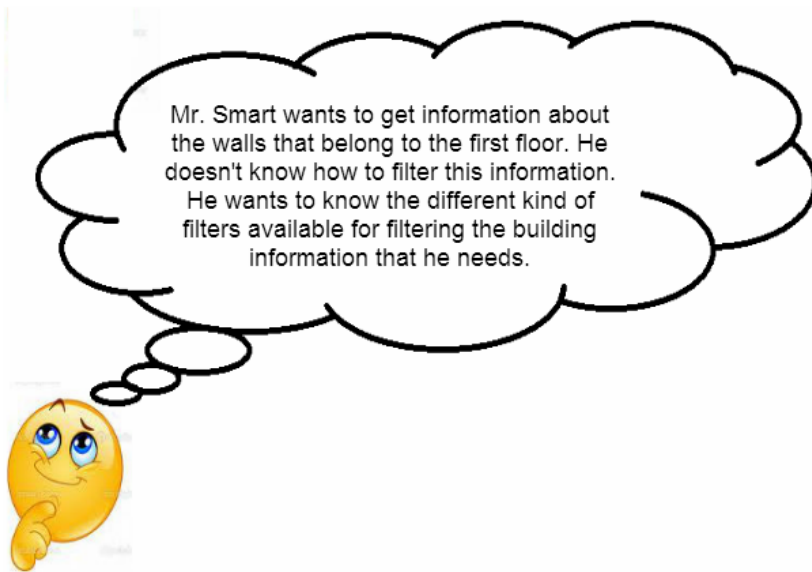 Mr. Smart wants to get information about
the walls that belong to the first floor. He
doesn't know how to filter this information.
He wants to know the different kind of
filters available for filtering the building
information that he needs.